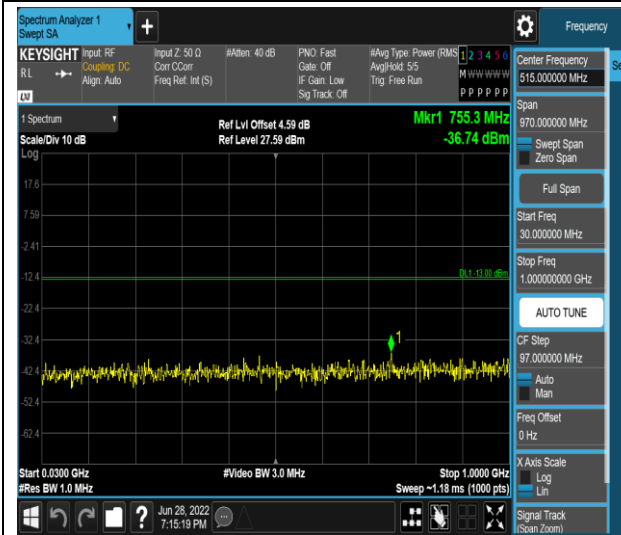 Spectrum Analyzer 1
Swept SA
+
Frequency
KEYSIGHT
RL
Input: RF
Coupling: DC
Align: Auto
Input Z: 50 Ω
Corr CCorr
Freq Ref: Int (S)
#Atten: 40 dB
PNO: Fast
Gate: Off
IF Gain: Low
Sig Track: Off
#Avg Type: Power (RMS
Avg|Hold: 5/5
Trig: Free Run
1 2 3 4 5 6
M W W W W W
P P P P P P
1 Spectrum
Scale/Div 10 dB
Log
Ref Lvl Offset 4.59 dB
Ref Level 27.59 dBm
Mkr1 755.3 MHz
-36.74 dBm
17.6
7.59
-2.41
-12.4
-22.4
-32.4
-42.4
-52.4
-62.4
DL1 -13.00 dBm
1
Start 0.0300 GHz
#Res BW 1.0 MHz
#Video BW 3.0 MHz
Stop 1.0000 GHz
Sweep ~1.18 ms (1000 pts)
Center Frequency
515.000000 MHz
Span
970.000000 MHz
Swept Span
Zero Span
Full Span
Start Freq
30.000000 MHz
Stop Freq
1.000000000 GHz
AUTO TUNE
CF Step
97.000000 MHz
Auto
Man
Freq Offset
0 Hz
X Axis Scale
Log
Lin
Signal Track
(Span Zoom)
Se
?
Jun 28, 2022
7:15:19 PM